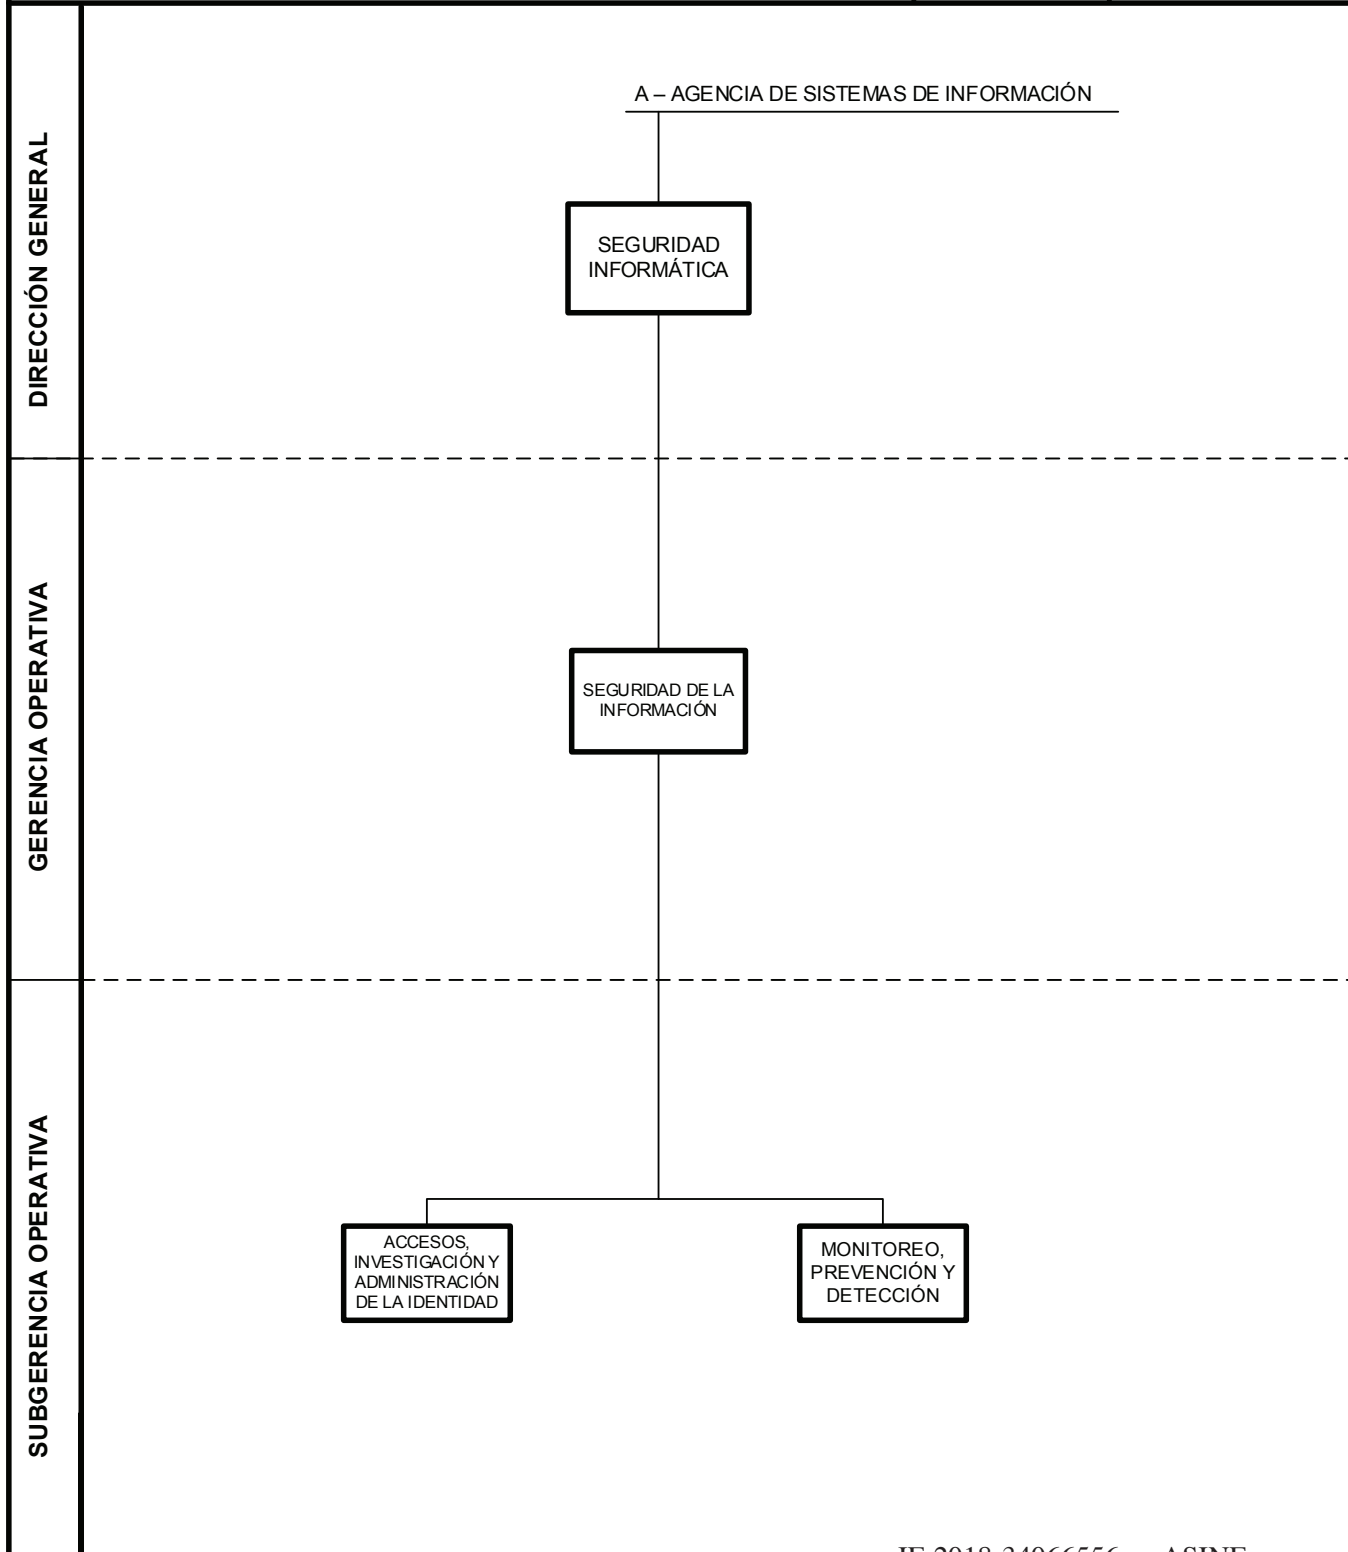 A – AGENCIA DE SISTEMAS DE INFORMACIÓN
DIRECCIÓN GENERAL
SEGURIDAD
INFORMÁTICA
GERENCIA OPERATIVA
SEGURIDAD DE LA
INFORMACIÓN
SUBGERENCIA OPERATIVA
ACCESOS,
INVESTIGACIÓN Y
ADMINISTRACIÓN
DE LA IDENTIDAD
MONITOREO,
PREVENCIÓN Y
DETECCIÓN